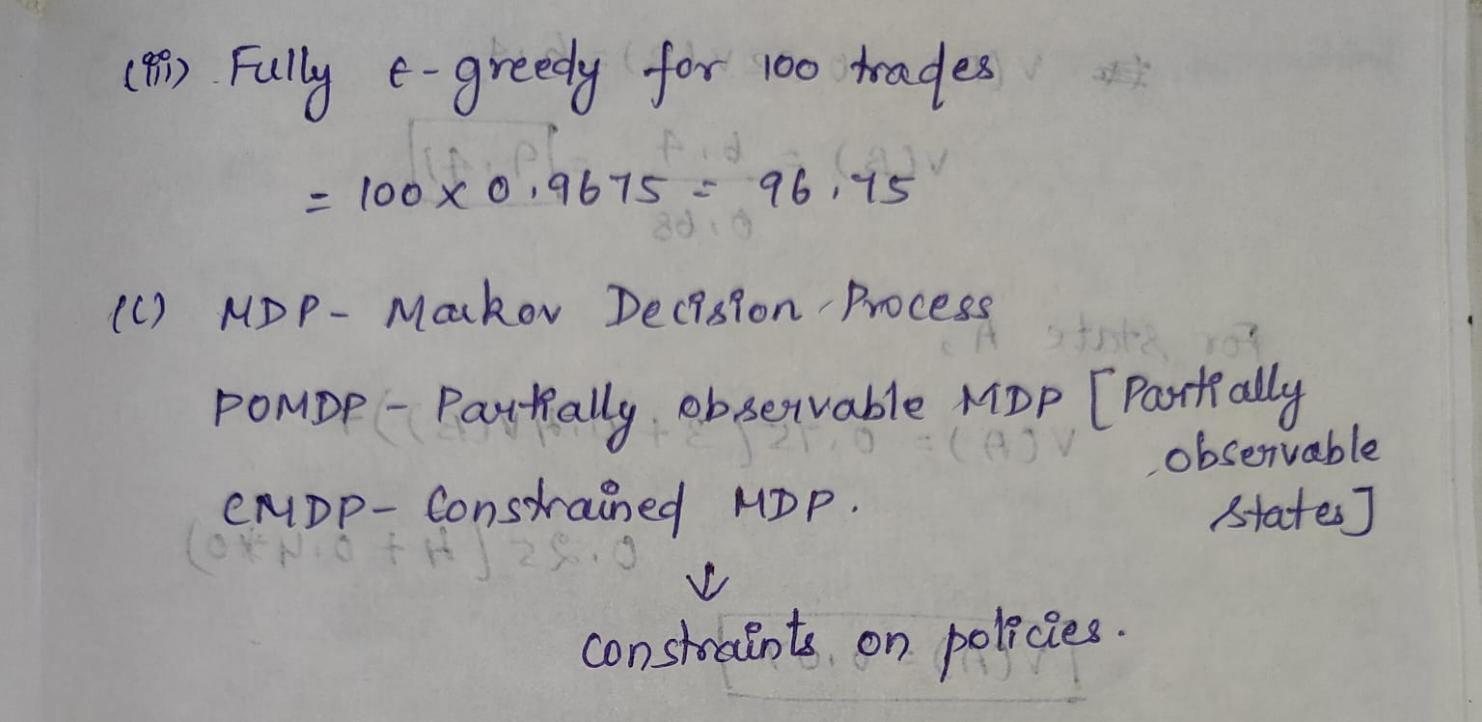 (iii) Fully ε-greedy for 100 trades
= 100 x 0.9675 = 96.75
(C) MDP - Markov Decision Process
POMDP - Partially observable MDP [Partially
observable
states]
CMDP - Constrained MDP.
↓
constraints on policies.